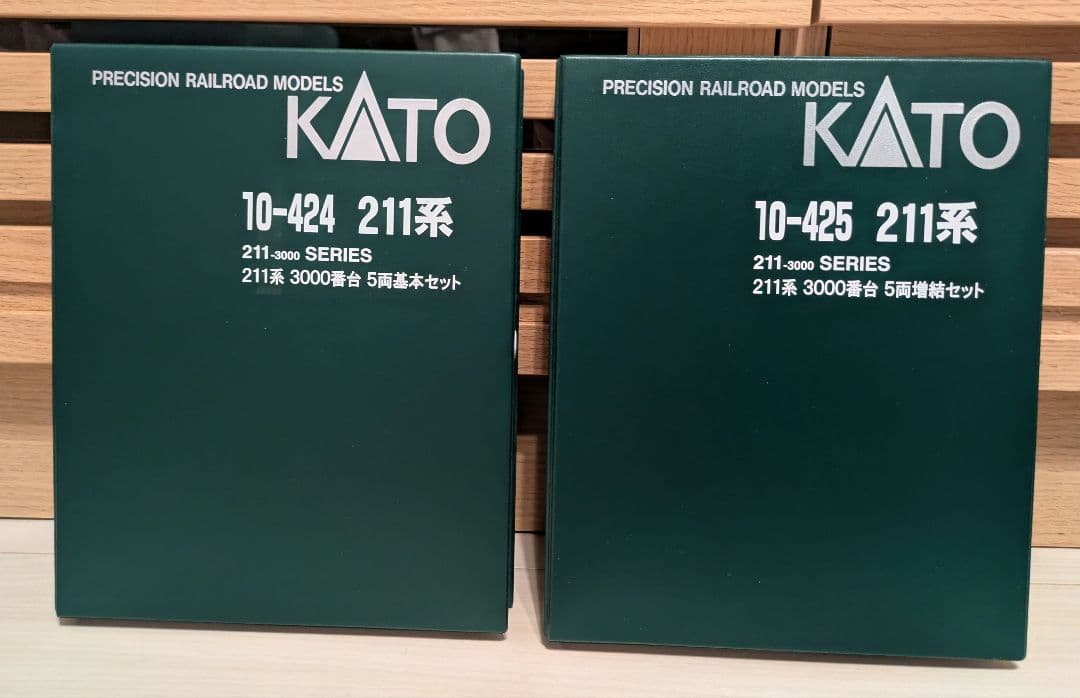 PRECISION RAILROAD MODELS
KATO
10-424 211系
211-3000 SERIES
211系 3000番台 5両基本セット
PRECISION RAILROAD MODELS
KATO
10-425 211系
211-3000 SERIES
211系 3000番台 5両増結セット